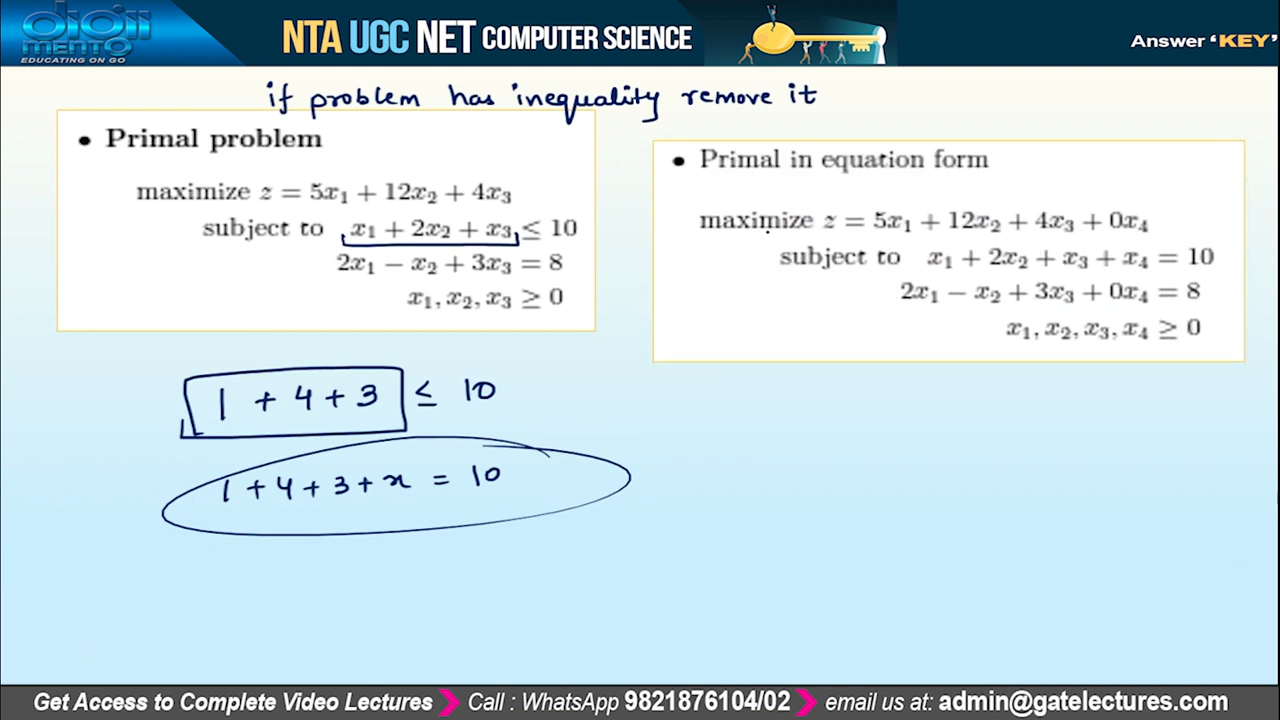 diGii
MENTO
EDUCATING ON GO
NTA UGC NET COMPUTER SCIENCE
Answer ‘KEY’
if problem has inequality remove it
• Primal problem
maximize z = 5x₁ + 12x₂ + 4x₃
subject to x₁ + 2x₂ + x₃ ≤ 10
2x₁ − x₂ + 3x₃ = 8
x₁, x₂, x₃ ≥ 0
• Primal in equation form
maximize z = 5x₁ + 12x₂ + 4x₃ + 0x₄
subject to x₁ + 2x₂ + x₃ + x₄ = 10
2x₁ − x₂ + 3x₃ + 0x₄ = 8
x₁, x₂, x₃, x₄ ≥ 0
1 + 4 + 3 ≤ 10
1 + 4 + 3 + x = 10
Get Access to Complete Video Lectures Call : WhatsApp 9821876104/02 email us at: admin@gatelectures.com